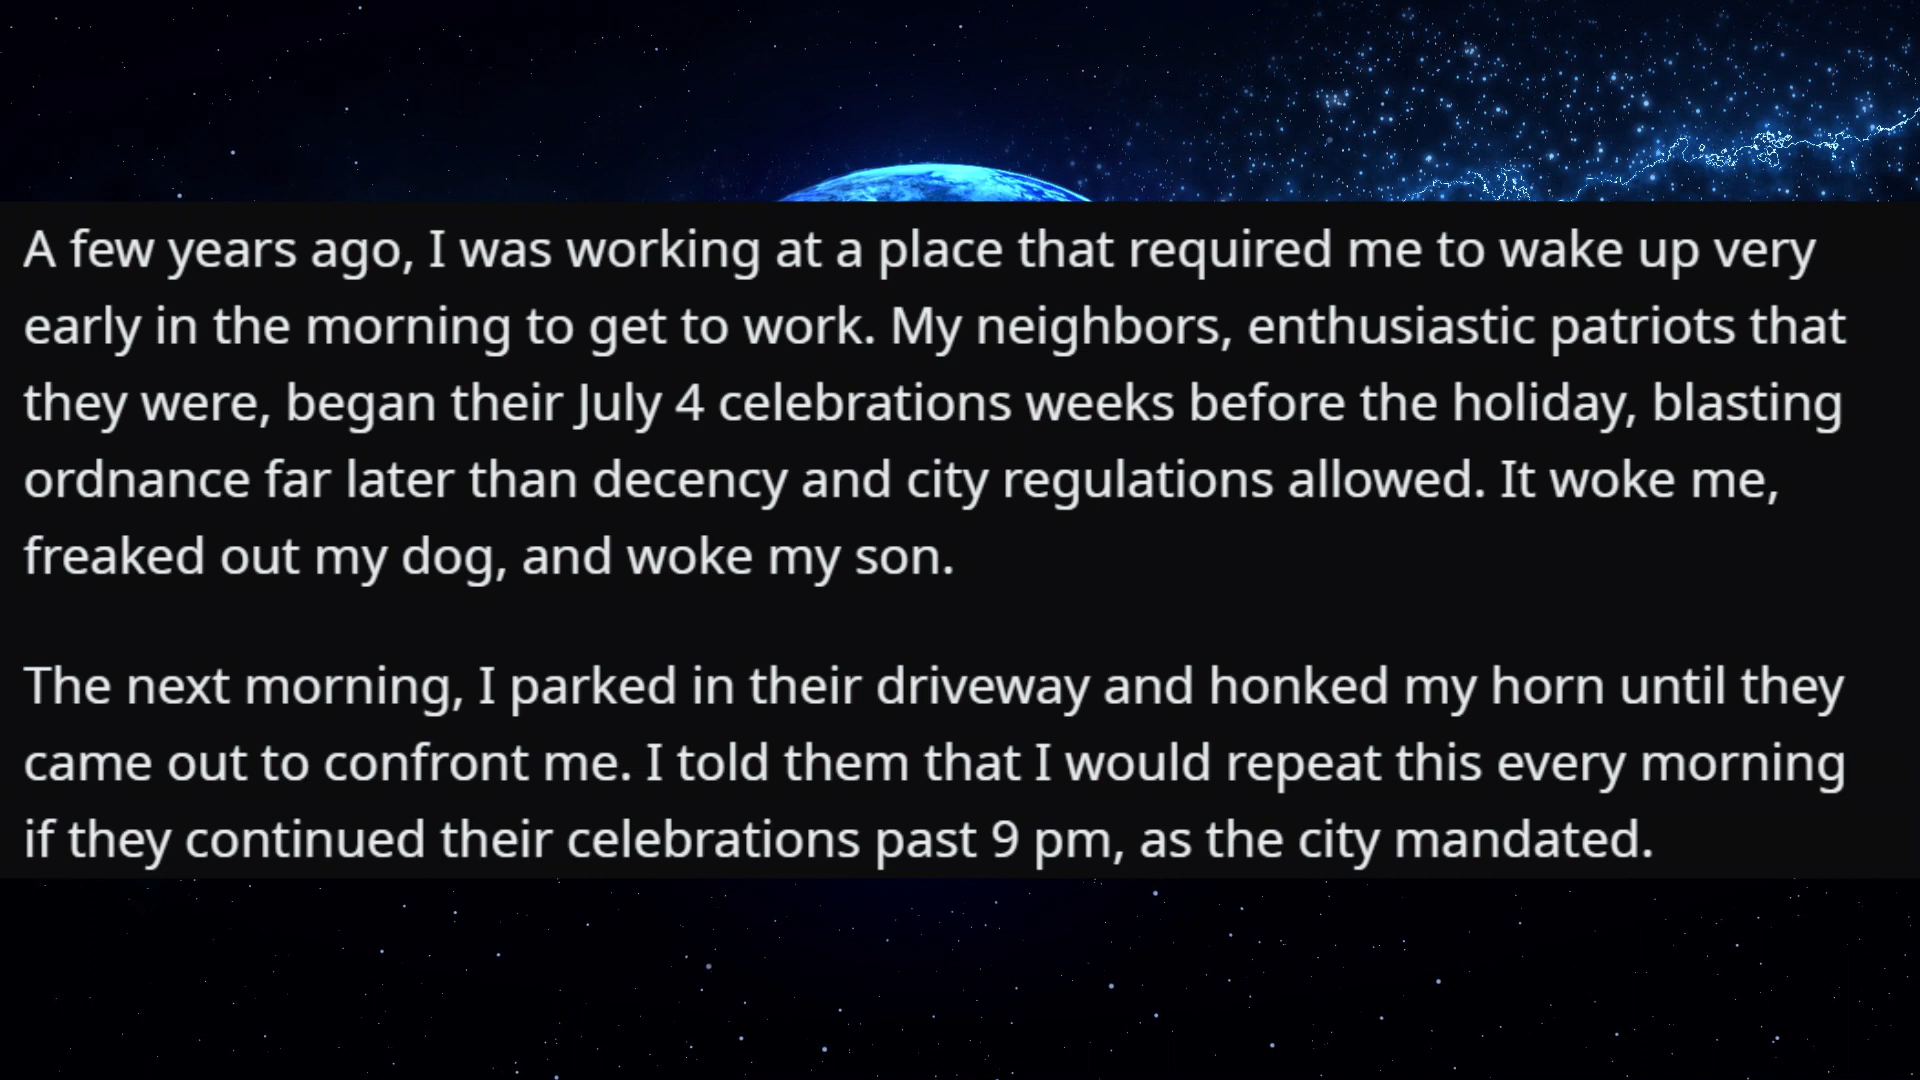 A few years ago, I was working at a place that required me to wake up very
early in the morning to get to work. My neighbors, enthusiastic patriots that
they were, began their July 4 celebrations weeks before the holiday, blasting
ordnance far later than decency and city regulations allowed. It woke me,
freaked out my dog, and woke my son.
The next morning, I parked in their driveway and honked my horn until they
came out to confront me. I told them that I would repeat this every morning
if they continued their celebrations past 9 pm, as the city mandated.